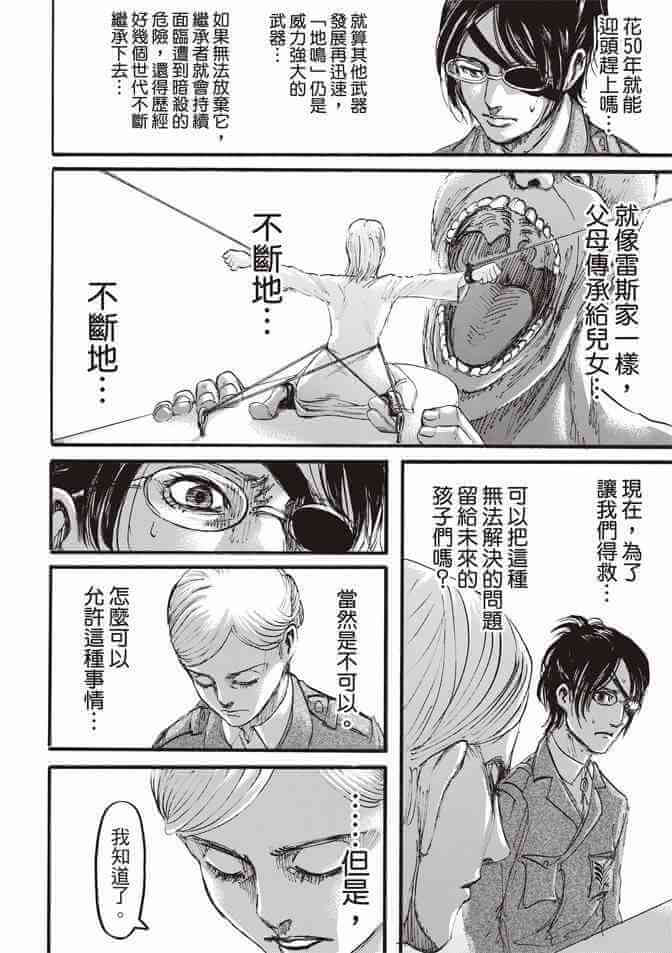 花50年就能
迎頭趕上嗎…
就算其他武器
發展再迅速，
「地鳴」仍是
威力強大的
武器…
如果無法放棄它，
繼承者就會持續
面臨遭到暗殺的
危險，還得歷經
好幾個世代不斷
繼承下去…
就像雷斯家一樣，
父母傳承給兒女…
不斷地…
不斷地…
現在，為了
讓我們得救…
可以把這種
無法解決的問題
留給未來的
孩子們嗎？
當然是不可以。
怎麼可以
允許這種事情…
……但是，
我知道了。